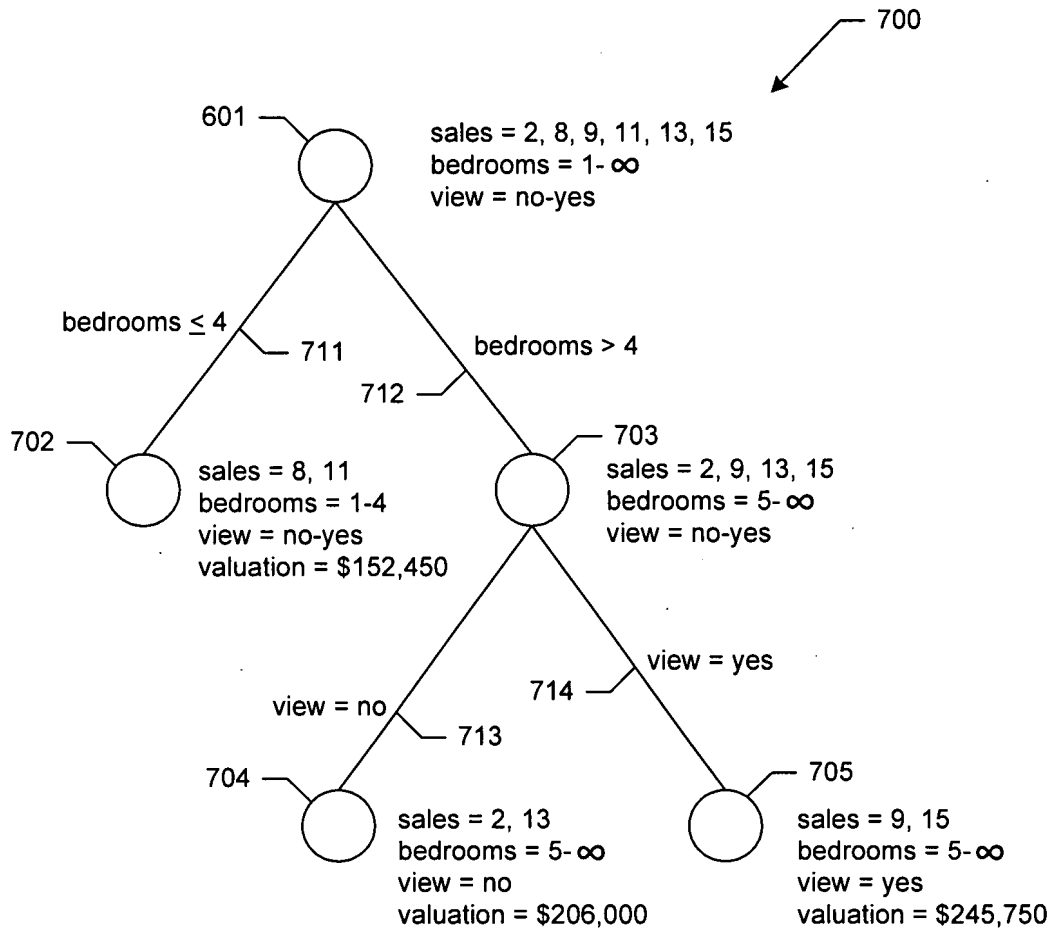 700
601
sales = 2, 8, 9, 11, 13, 15
bedrooms = 1-∞
view = no-yes
bedrooms ≤ 4
711
bedrooms > 4
712
702
sales = 8, 11
bedrooms = 1-4
view = no-yes
valuation = $152,450
703
sales = 2, 9, 13, 15
bedrooms = 5-∞
view = no-yes
view = no
713
view = yes
714
704
sales = 2, 13
bedrooms = 5-∞
view = no
valuation = $206,000
705
sales = 9, 15
bedrooms = 5-∞
view = yes
valuation = $245,750